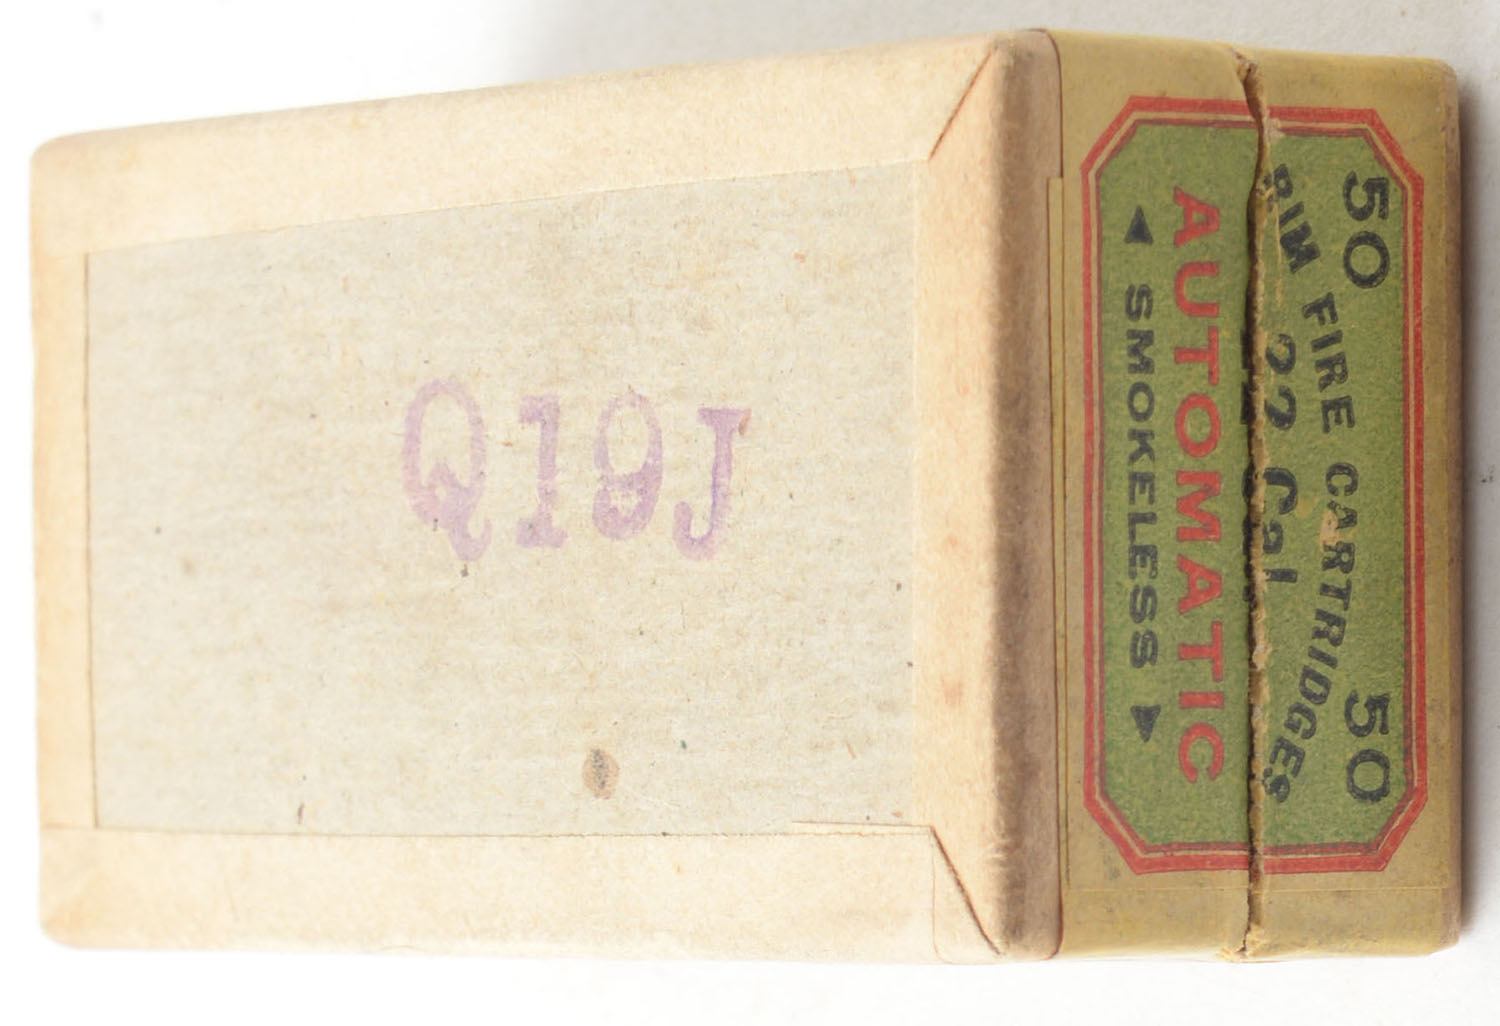 Q19J
50 50
RIM FIRE CARTRIDGES
22 Cal.
AUTOMATIC
SMOKELESS